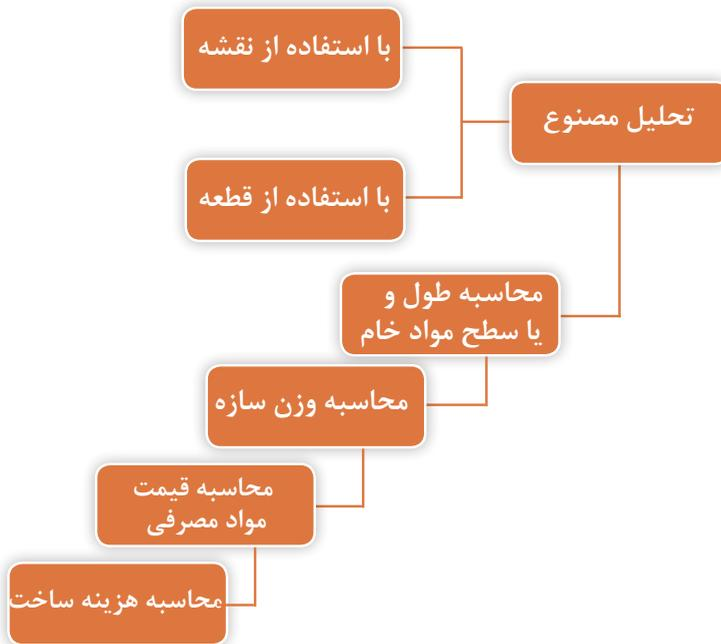 با استفاده از نقشه
تحلیل مصنوع
با استفاده از قطعه
محاسبه طول و
یا سطح مواد خام
محاسبه وزن سازه
محاسبه قیمت
مواد مصرفی
محاسبه هزینه ساخت